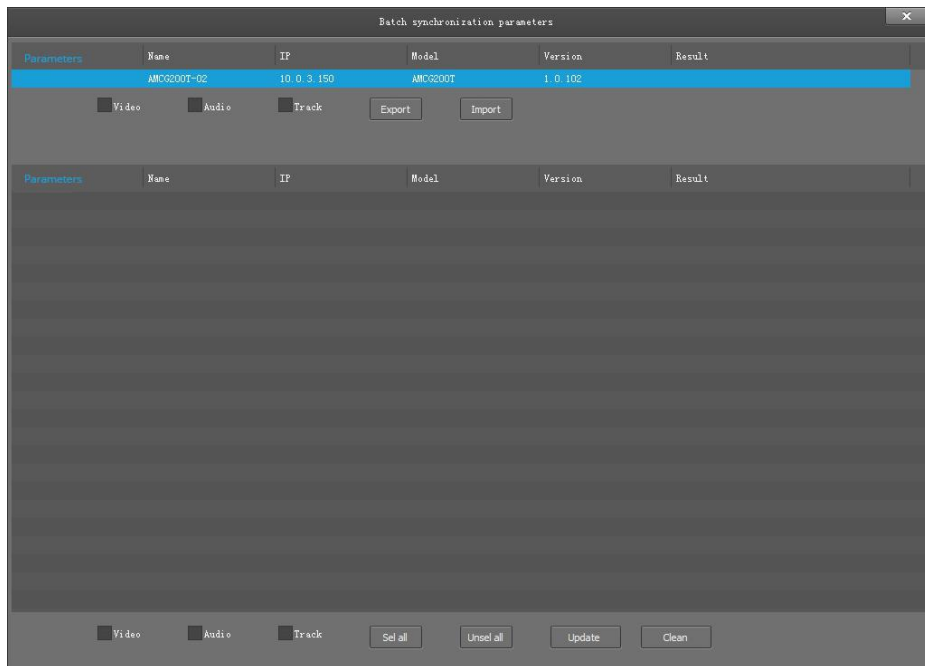 Batch synchronization parameters
Parameters Name IP Model Version Result
AMCG200T-02 10.0.3.150 AMCG200T 1.0.102
Video Audio Track Export Import
Parameters Name IP Model Version Result
Video Audio Track Sel all Unsel all Update Clean